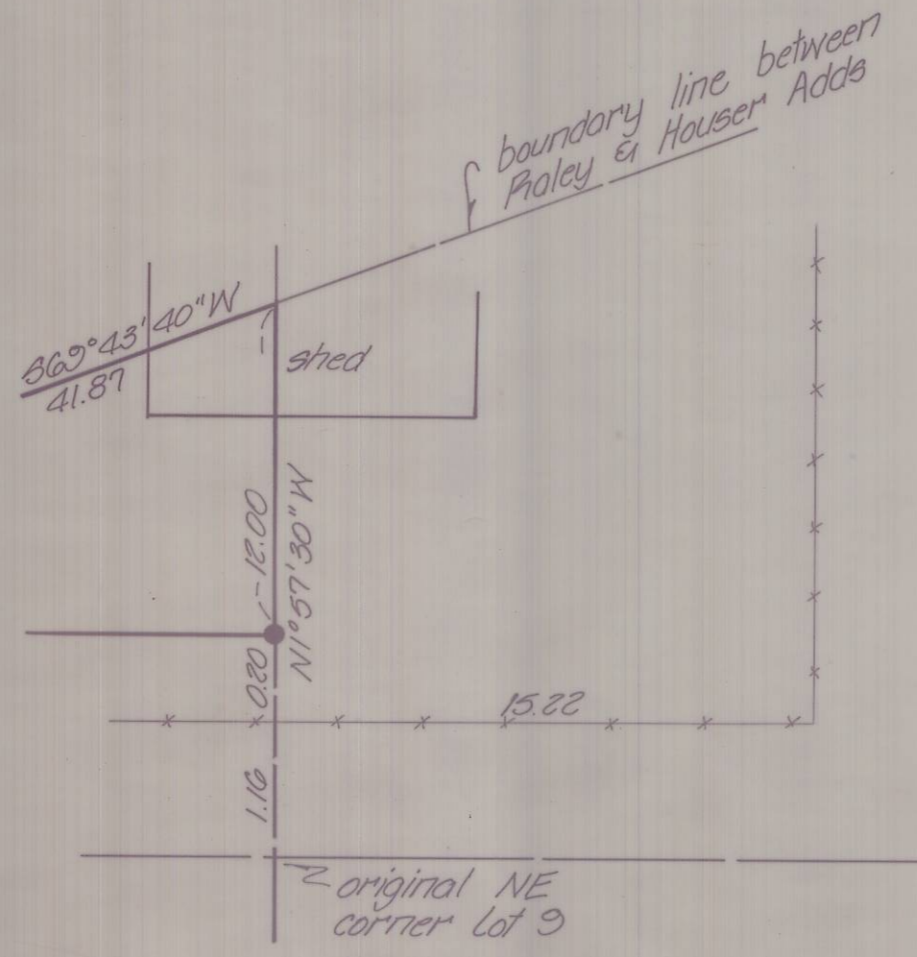 boundary line between
Raley & Houser Adds
S69°43'40"W
41.87
shed
12.00
N1°57'30"W
0.20
15.22
1.16
original NE
corner Lot 9